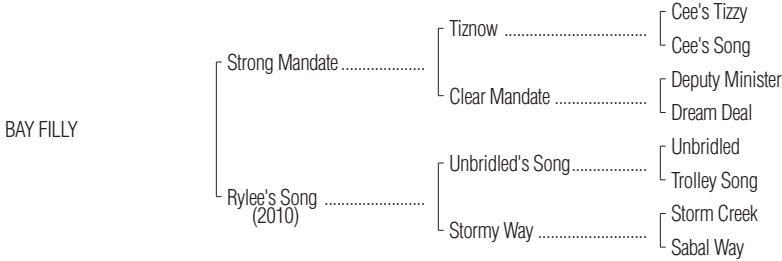 BAY FILLY
Strong Mandate ....................
Rylee's Song ........................
(2010)
Tiznow ..................................
Clear Mandate ......................
Unbridled's Song..................
Stormy Way ..........................
Cee's Tizzy
Cee's Song
Deputy Minister
Dream Deal
Unbridled
Trolley Song
Storm Creek
Sabal Way